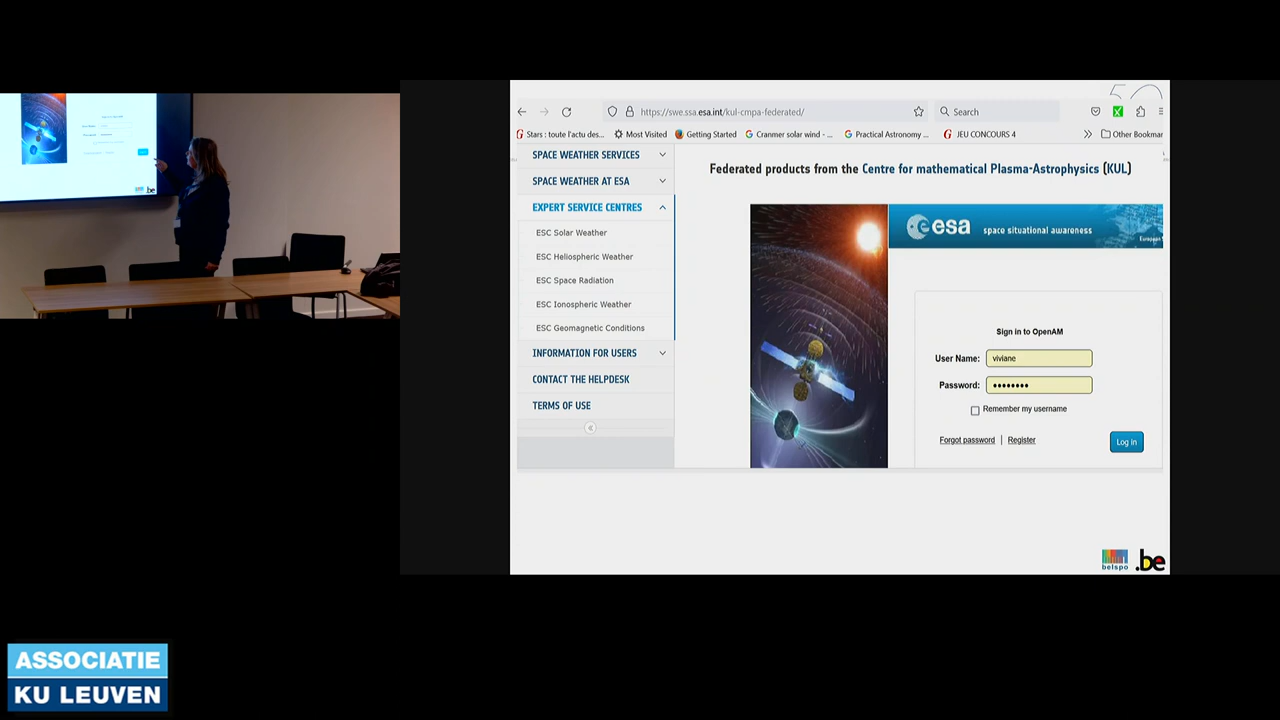 https://swe.ssa.esa.int/kul-cmpa-federated/
Search
Stars : toute l'actu des...
Most Visited
Getting Started
Cranmer solar wind - ...
Practical Astronomy ...
JEU CONCOURS 4
Other Bookmar
SPACE WEATHER SERVICES
SPACE WEATHER AT ESA
EXPERT SERVICE CENTRES
ESC Solar Weather
ESC Heliospheric Weather
ESC Space Radiation
ESC Ionospheric Weather
ESC Geomagnetic Conditions
INFORMATION FOR USERS
CONTACT THE HELPDESK
TERMS OF USE
Federated products from the Centre for mathematical Plasma-Astrophysics (KUL)
esa space situational awareness
European
Sign in to OpenAM
User Name: viviane
Password: ••••••••
Remember my username
Forgot password | Register
Log in
belspo .be
ASSOCIATIE
KU LEUVEN